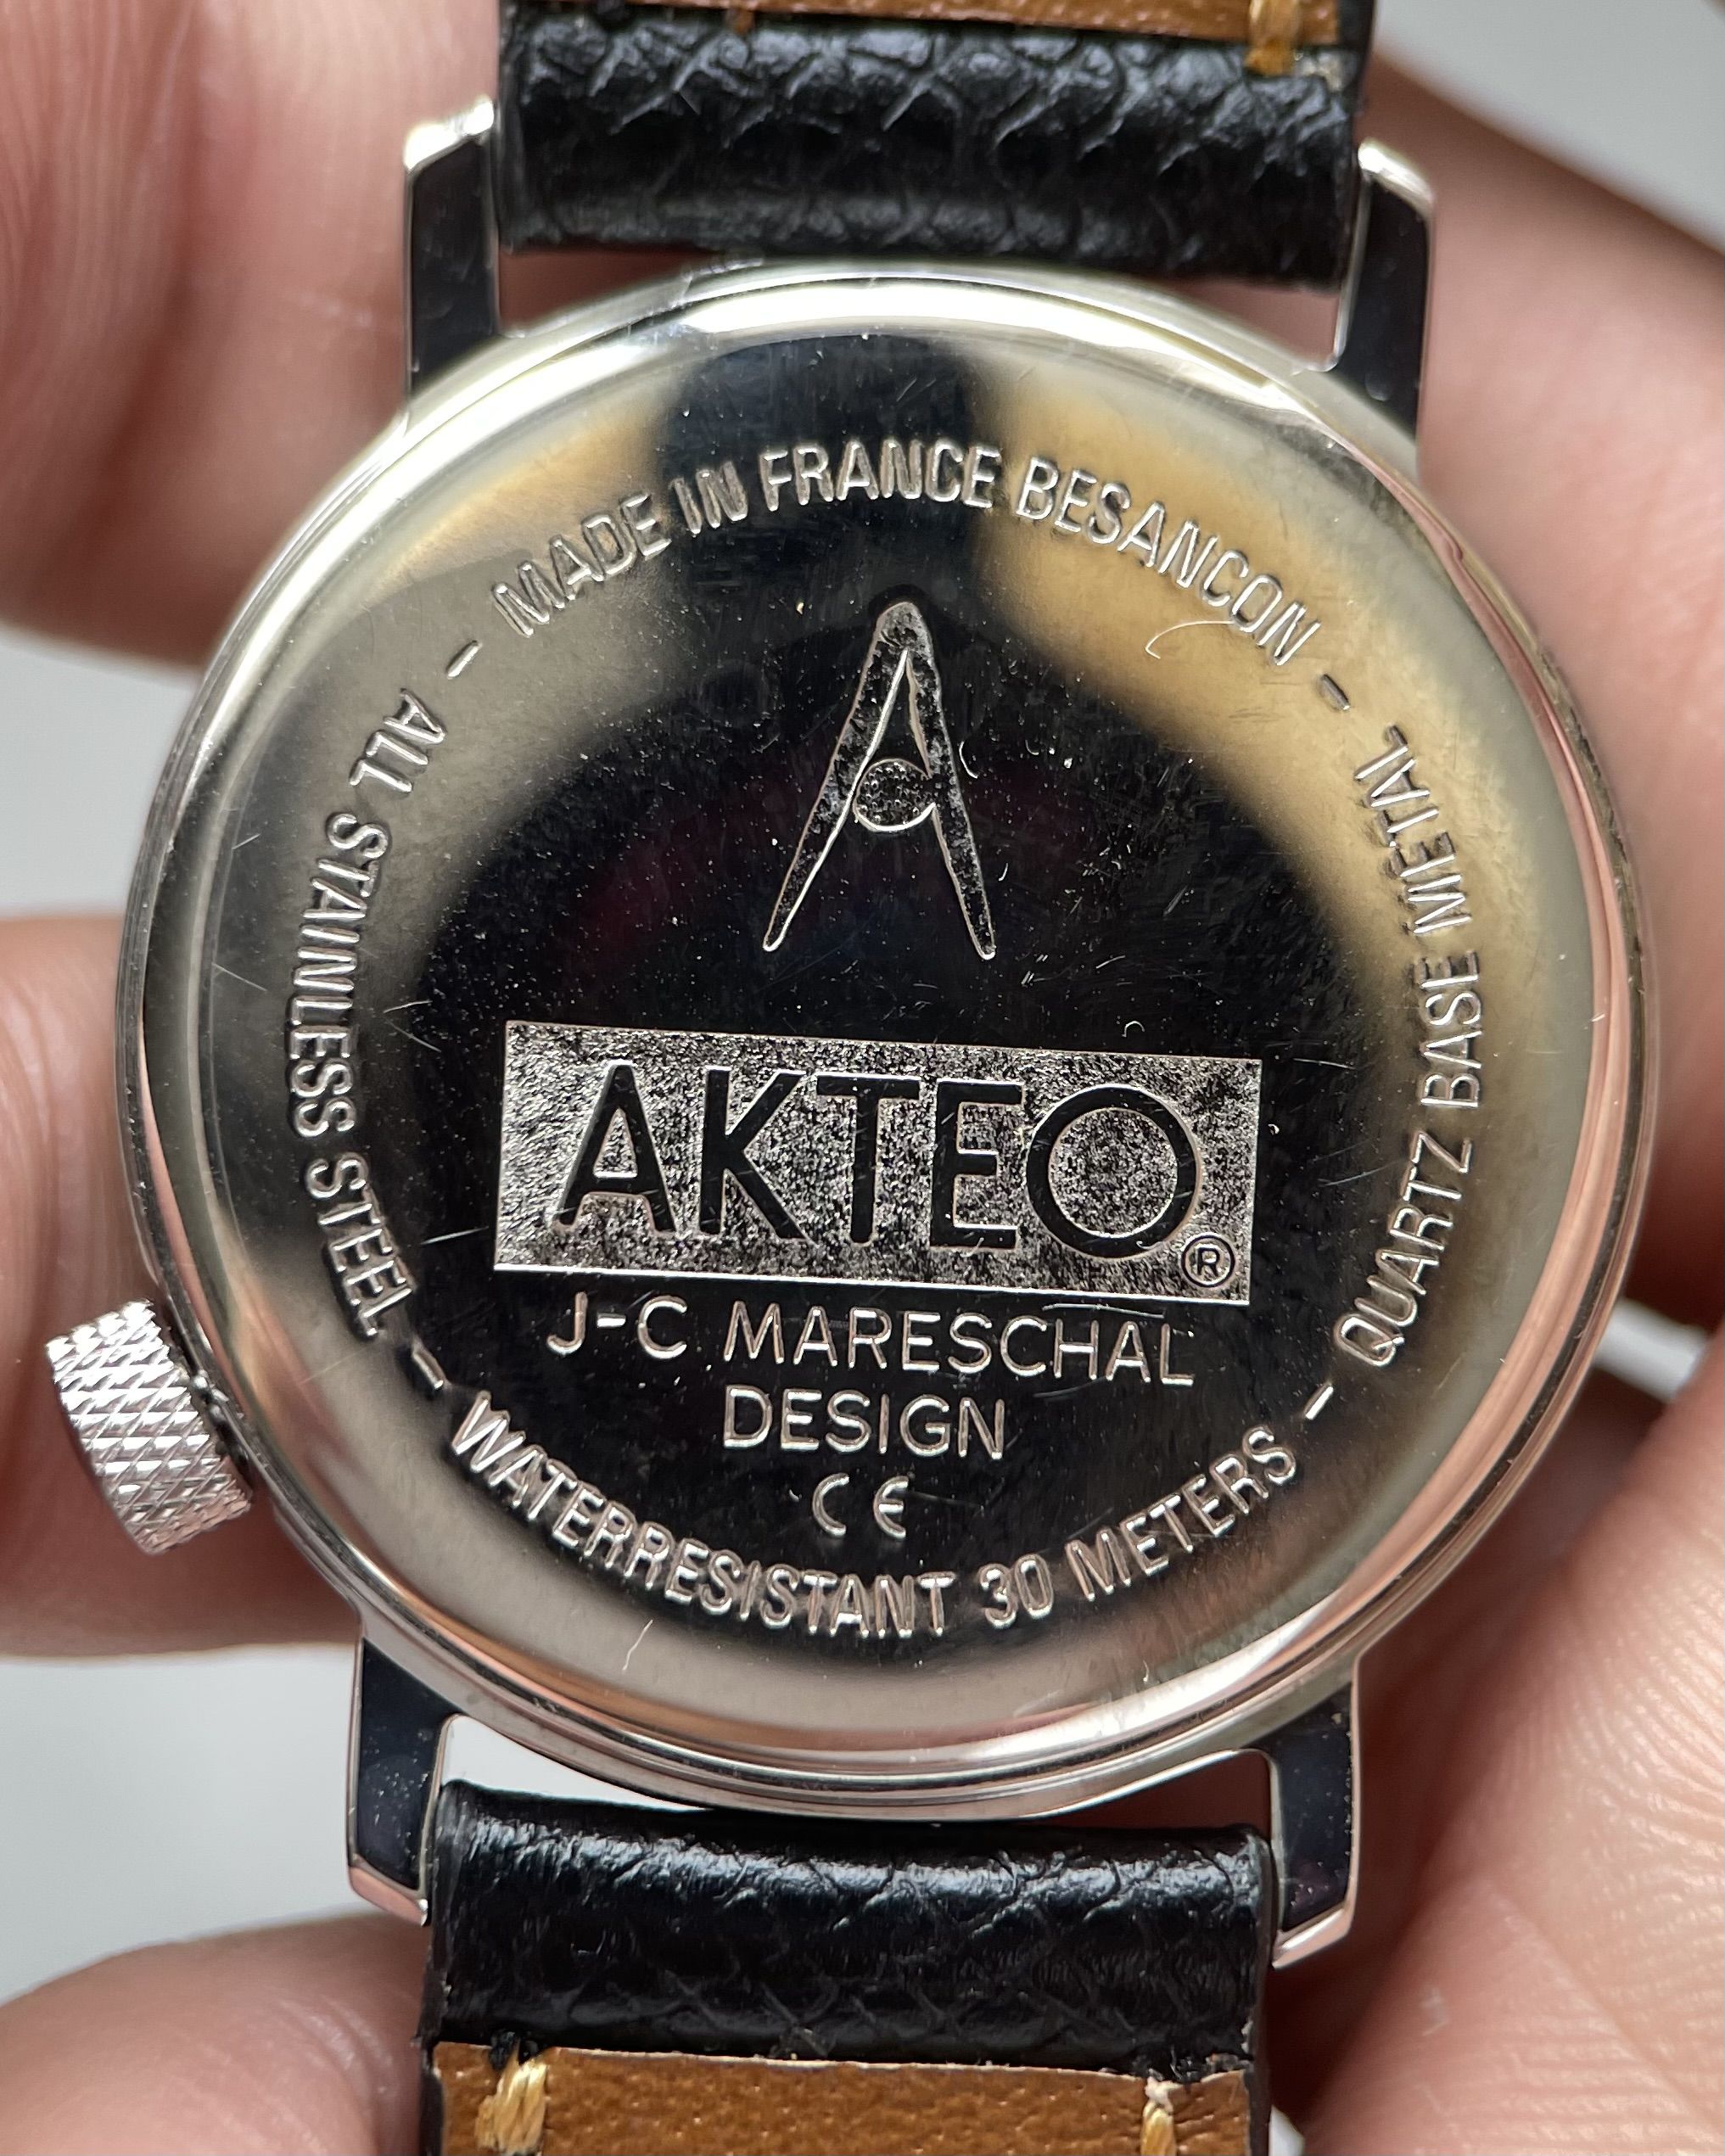 - MADE IN FRANCE BESANCON - QUARTZ BASE METAL - WATERRESISTANT 30 METERS - ALL STAINLESS STEEL
A
AKTEO®
J-C MARESCHAL
DESIGN
CE